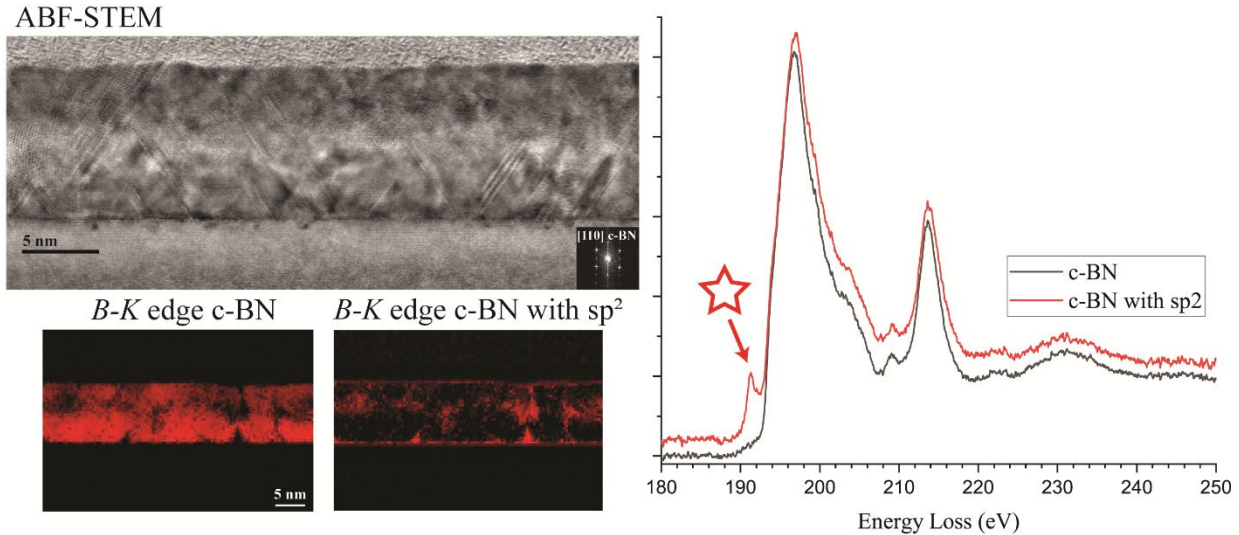 ABF-STEM
5 nm
[110] c-BN
B-K edge c-BN
B-K edge c-BN with sp²
5 nm
c-BN
c-BN with sp2
180 190 200 210 220 230 240 250
Energy Loss (eV)